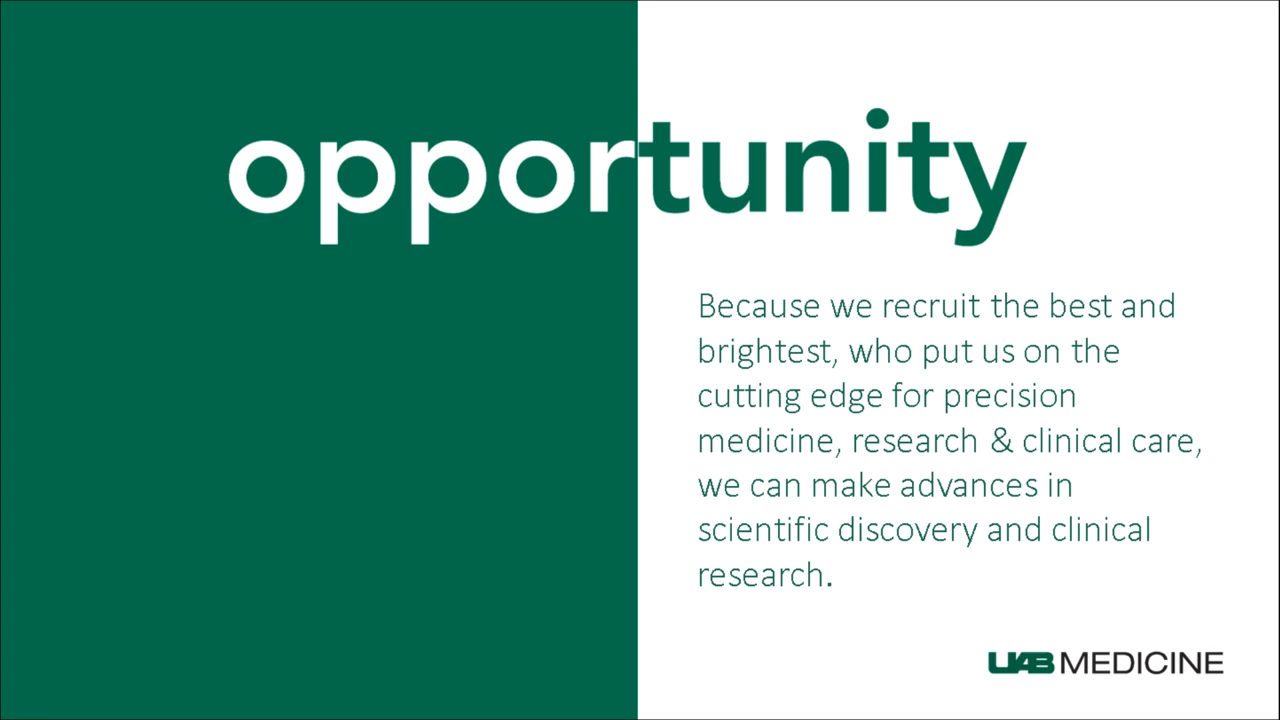 opportunity
Because we recruit the best and
brightest, who put us on the
cutting edge for precision
medicine, research & clinical care,
we can make advances in
scientific discovery and clinical
research.
UAB MEDICINE